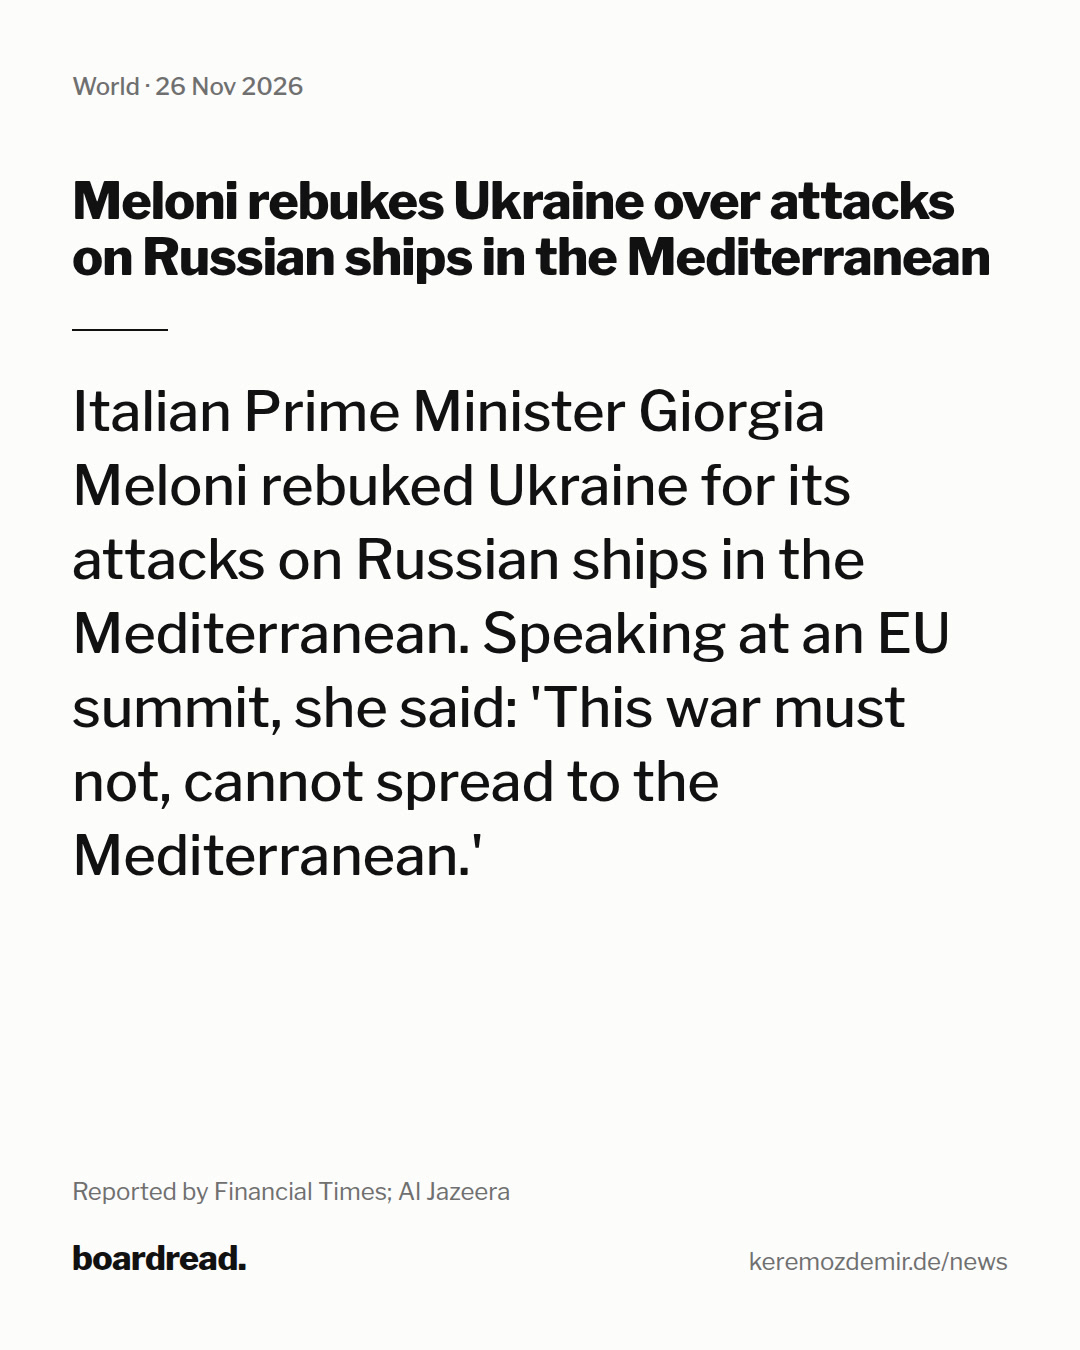 World · 26 Nov 2026
Meloni rebukes Ukraine over attacks
on Russian ships in the Mediterranean
Italian Prime Minister Giorgia
Meloni rebuked Ukraine for its
attacks on Russian ships in the
Mediterranean. Speaking at an EU
summit, she said: 'This war must
not, cannot spread to the
Mediterranean.'
Reported by Financial Times; Al Jazeera
boardread.
keremozdemir.de/news